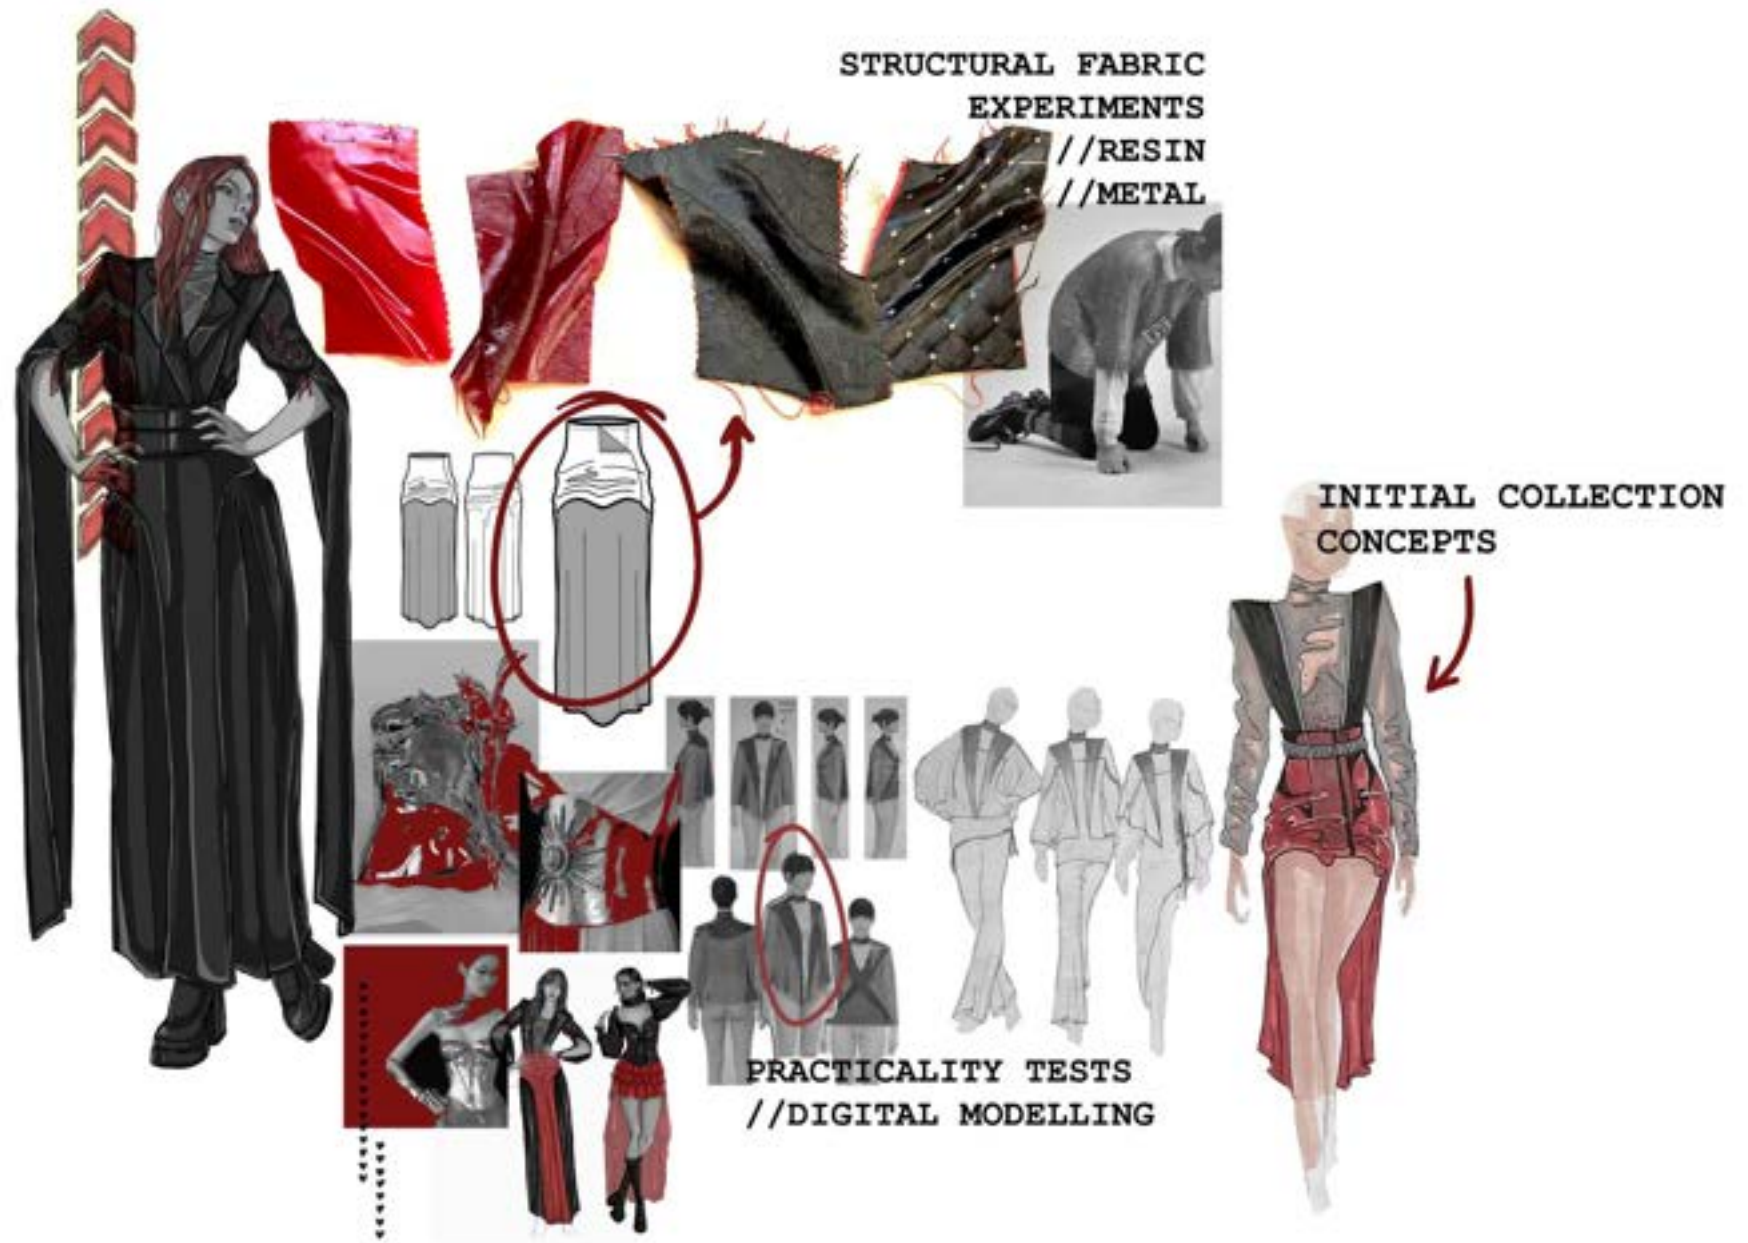 STRUCTURAL FABRIC
EXPERIMENTS
//RESIN
//METAL
INITIAL COLLECTION
CONCEPTS
PRACTICALITY TESTS
//DIGITAL MODELLING